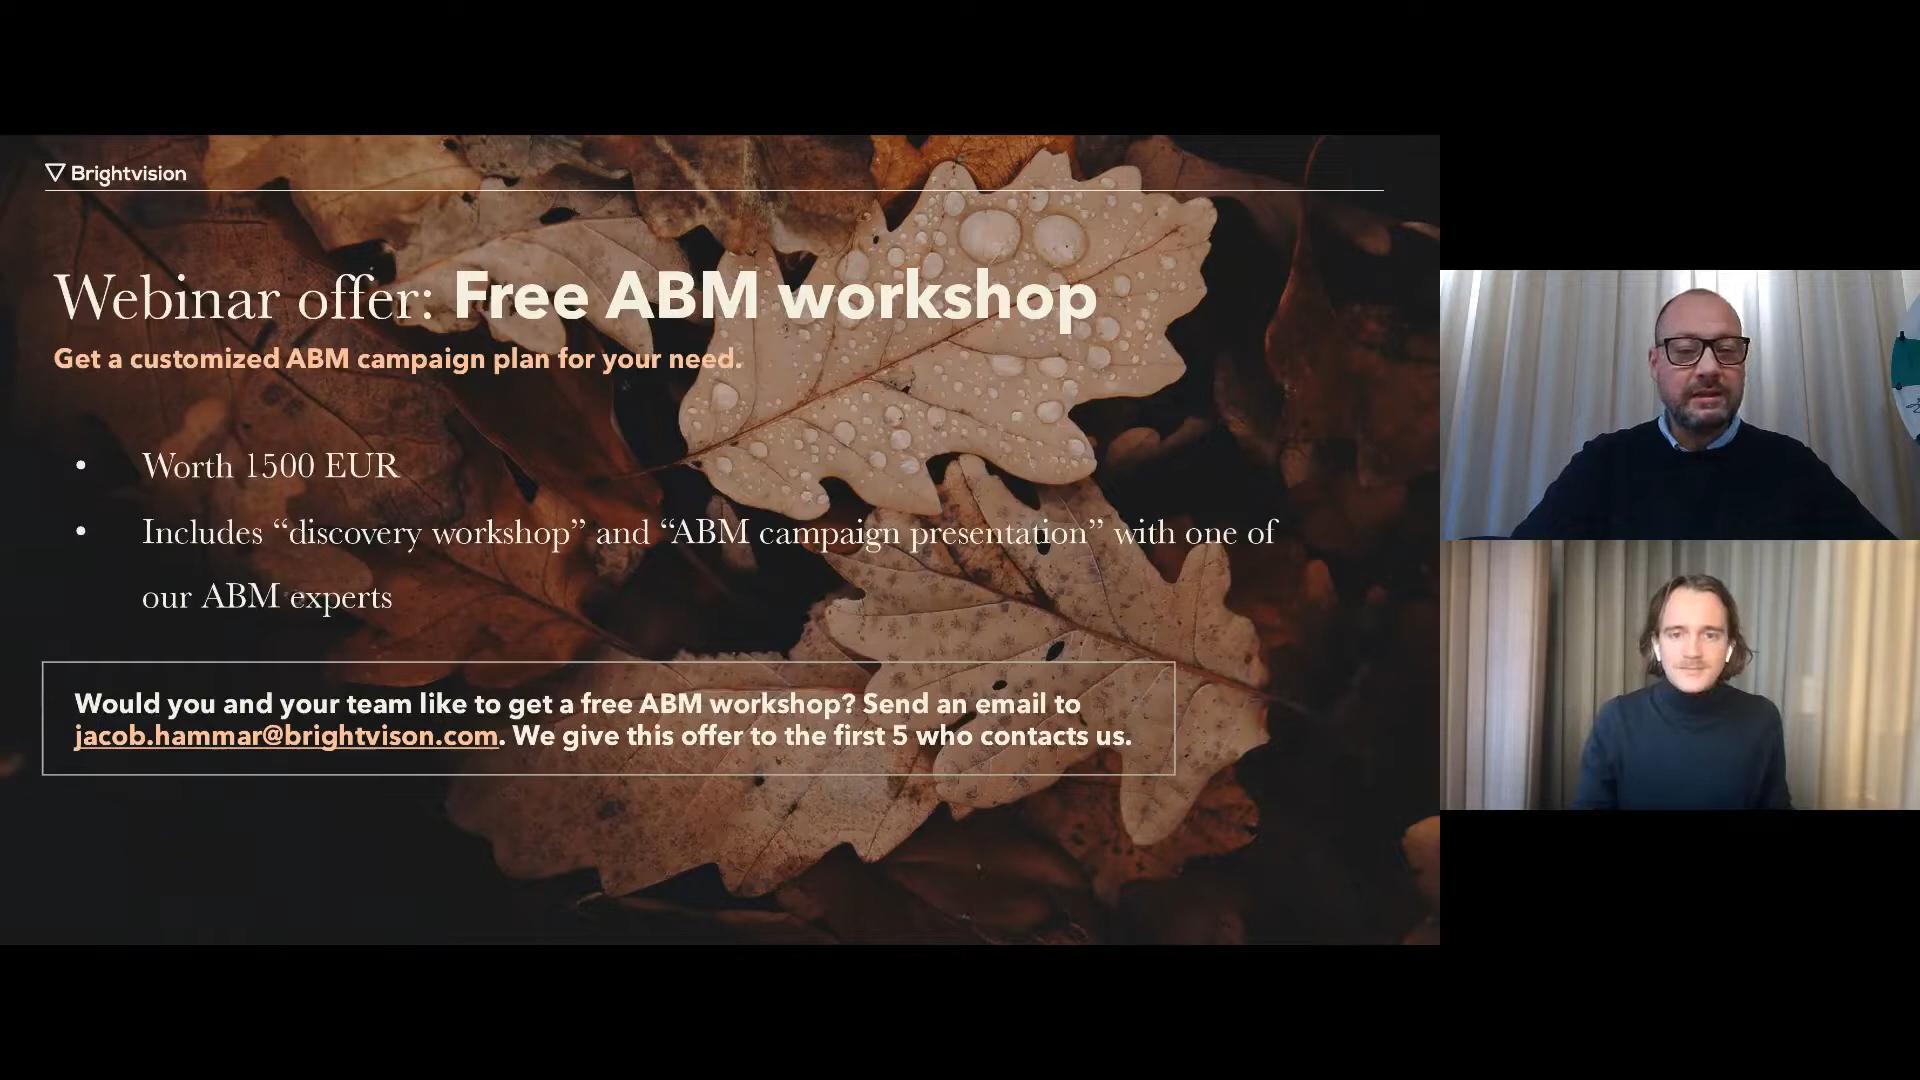 Brightvision
Webinar offer: Free ABM workshop
Get a customized ABM campaign plan for your need.
• Worth 1500 EUR
• Includes “discovery workshop” and “ABM campaign presentation” with one of
our ABM experts
Would you and your team like to get a free ABM workshop? Send an email to
jacob.hammar@brightvison.com. We give this offer to the first 5 who contacts us.